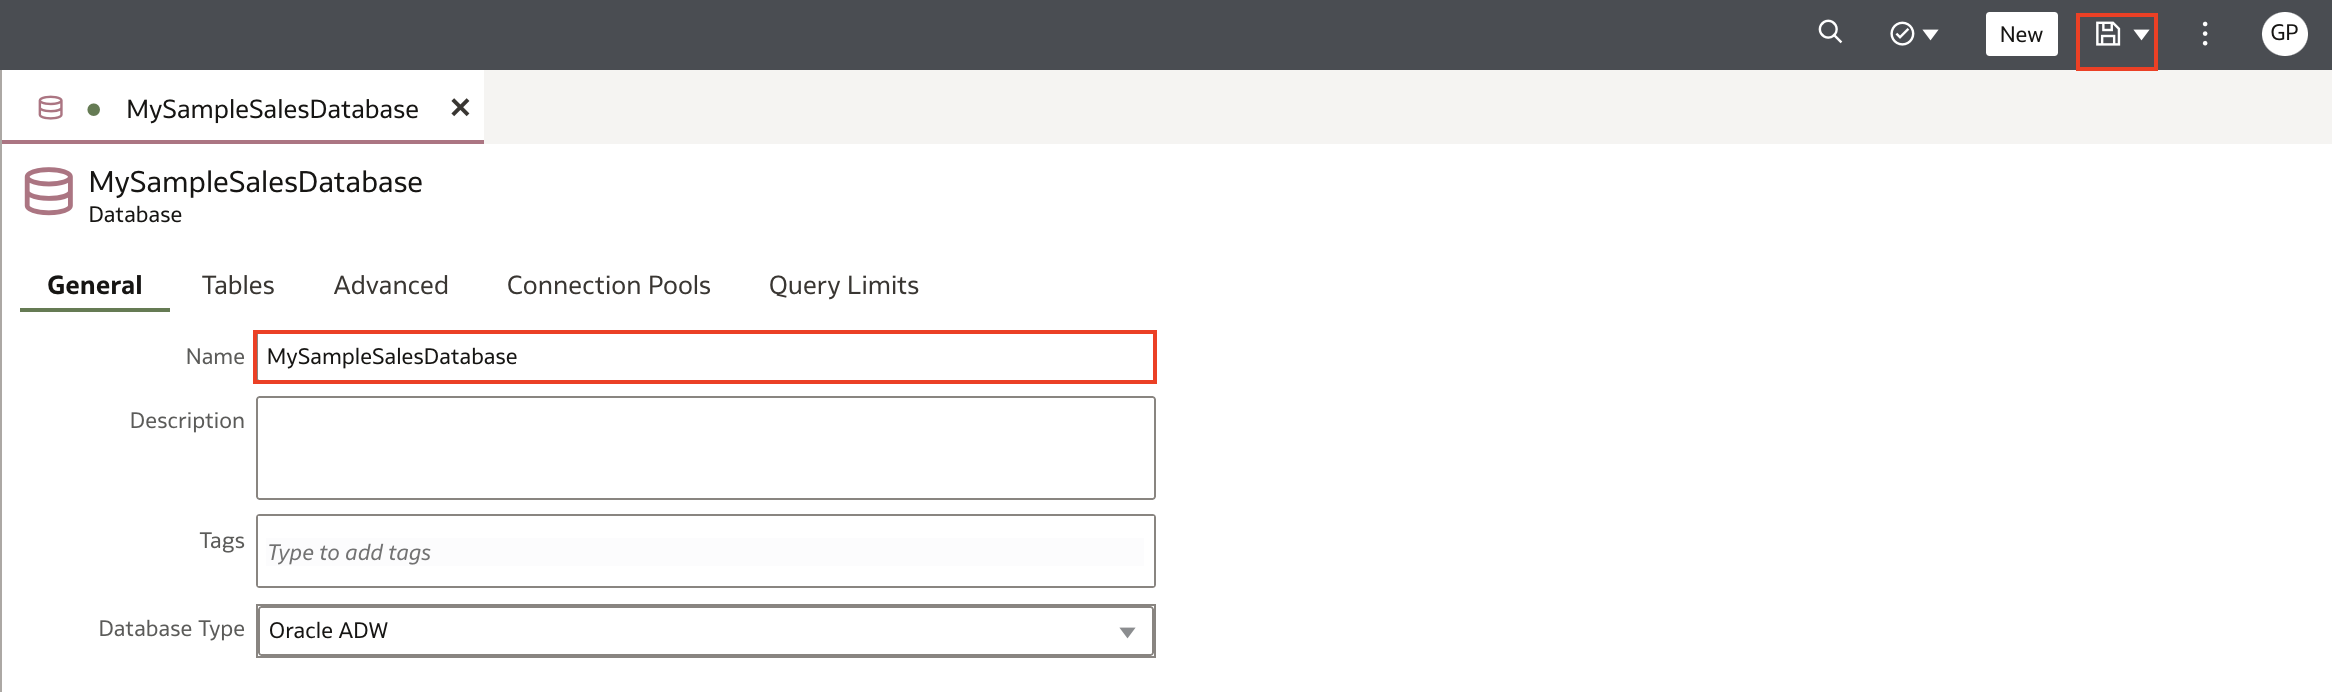 New
GP
MySampleSalesDatabase
MySampleSalesDatabase
Database
General Tables Advanced Connection Pools Query Limits
Name MySampleSalesDatabase
Description
Tags Type to add tags
Database Type Oracle ADW